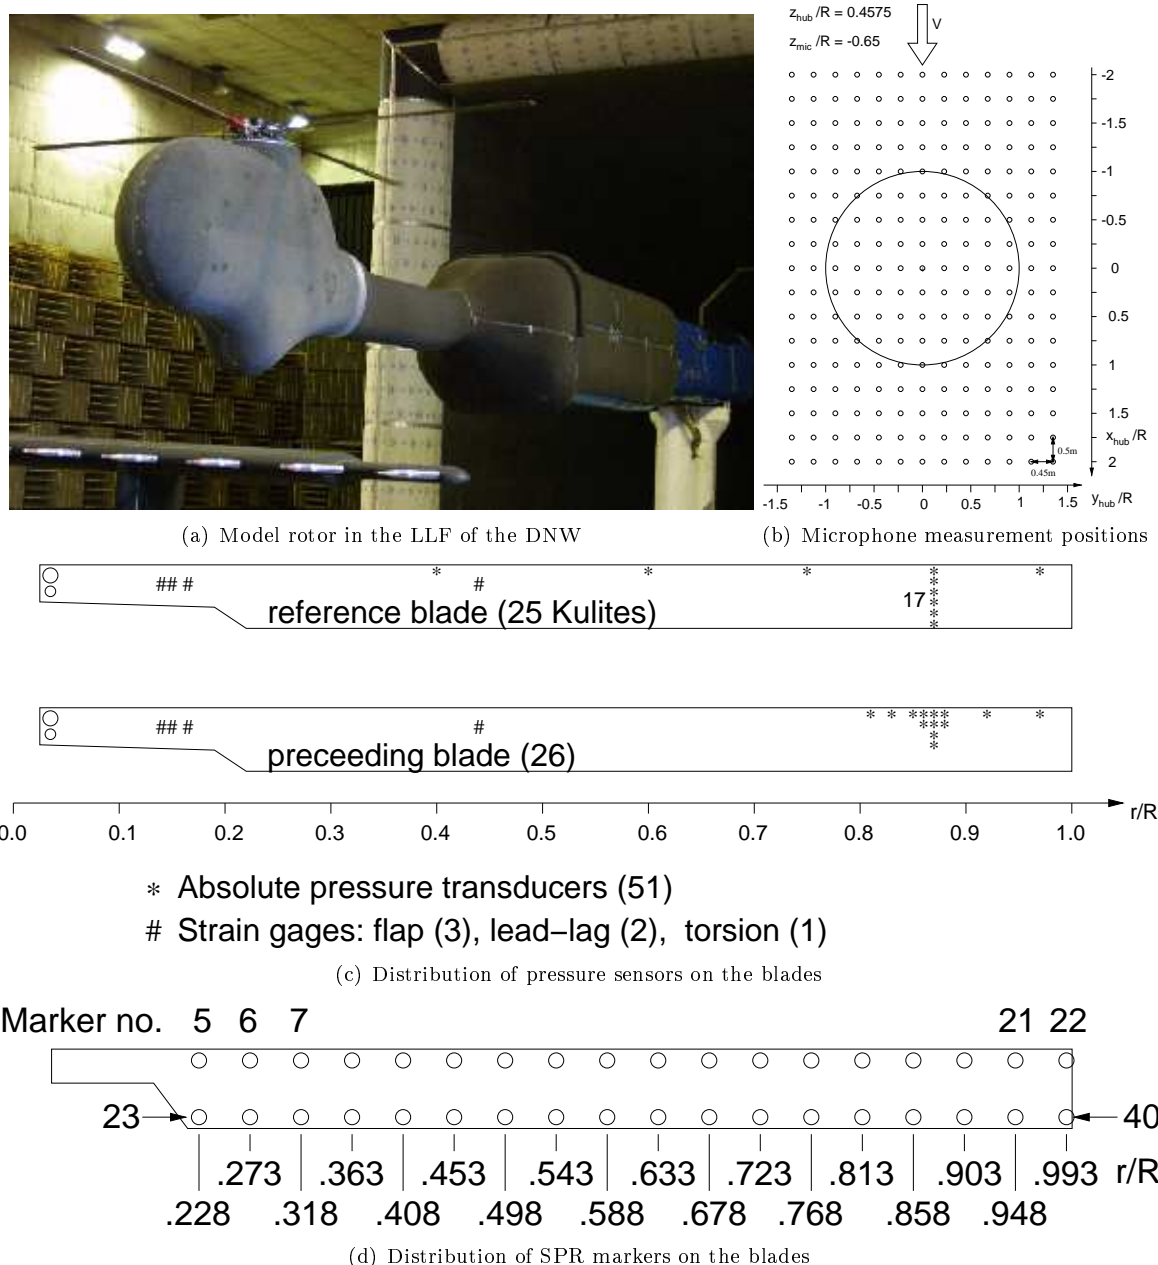 z_hub /R = 0.4575
z_mic /R = -0.65
V
-2
-1.5
-1
-0.5
0
0.5
1
1.5
x_hub /R
0.5m
2
0.45m
-1.5 -1 -0.5 0 0.5 1 1.5 y_hub /R
(a) Model rotor in the LLF of the DNW
(b) Microphone measurement positions
## # * * # * * *
17
reference blade (25 Kulites)
## # # * * * * * * * *
preceeding blade (26)
r/R
0.0 0.1 0.2 0.3 0.4 0.5 0.6 0.7 0.8 0.9 1.0
* Absolute pressure transducers (51)
# Strain gages: flap (3), lead-lag (2), torsion (1)
(c) Distribution of pressure sensors on the blades
Marker no. 5 6 7 21 22
23 40
.273 .363 .453 .543 .633 .723 .813 .903 .993 r/R
.228 .318 .408 .498 .588 .678 .768 .858 .948
(d) Distribution of SPR markers on the blades